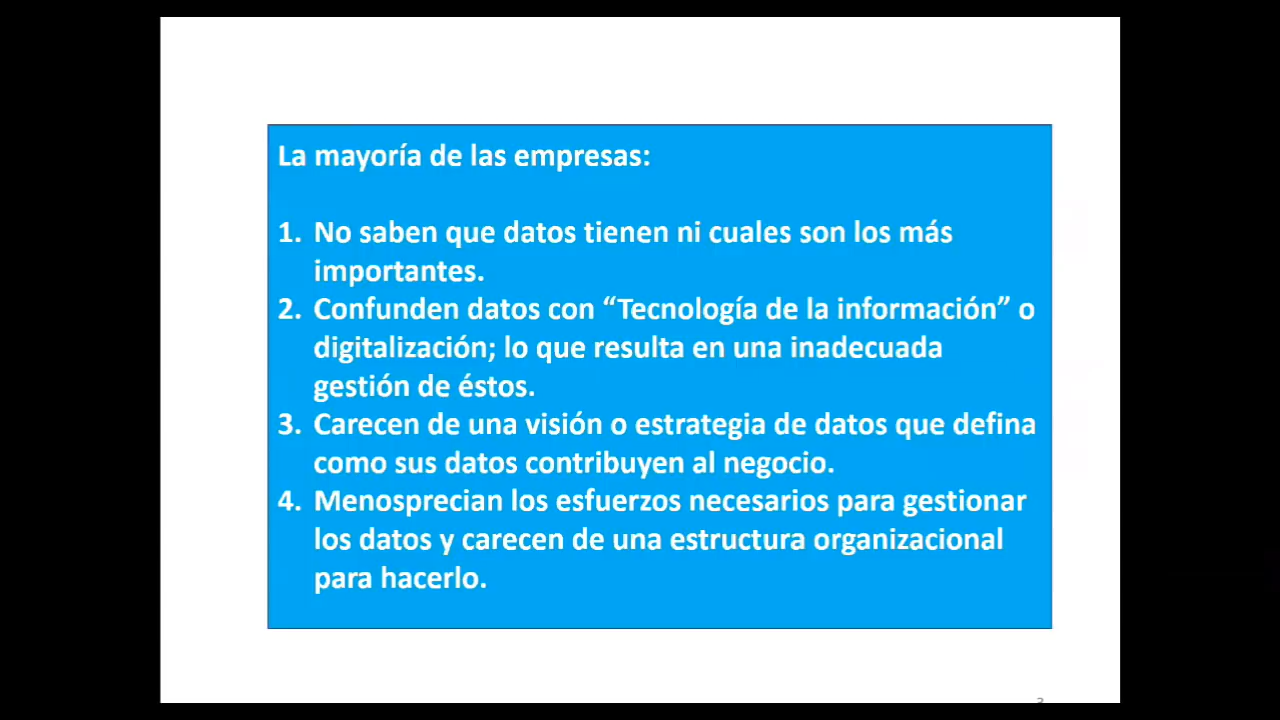 La mayoría de las empresas:
1. No saben que datos tienen ni cuales son los más
importantes.
2. Confunden datos con “Tecnología de la información” o
digitalización; lo que resulta en una inadecuada
gestión de éstos.
3. Carecen de una visión o estrategia de datos que defina
como sus datos contribuyen al negocio.
4. Menosprecian los esfuerzos necesarios para gestionar
los datos y carecen de una estructura organizacional
para hacerlo.